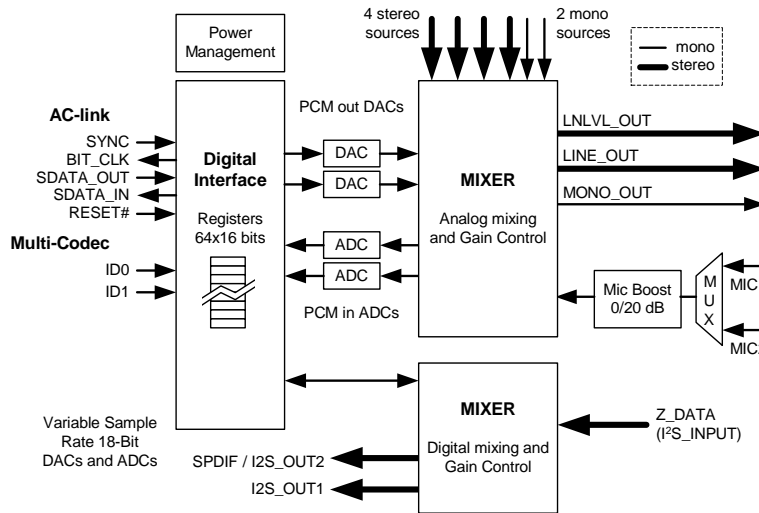 4 stereo
sources
2 mono
sources
mono
stereo
Power
Management
AC-link
SYNC
BIT_CLK
SDATA_OUT
SDATA_IN
RESET#
Multi-Codec
ID0
ID1
Digital
Interface
Registers
64x16 bits
PCM out DACs
DAC
DAC
ADC
ADC
PCM in ADCs
MIXER
Analog mixing
and Gain Control
LNLVL_OUT
LINE_OUT
MONO_OUT
Mic Boost
0/20 dB
MUX
MIC
MIC2
MIXER
Digital mixing and
Gain Control
Z_DATA
(I²S_INPUT)
SPDIF / I2S_OUT2
I2S_OUT1
Variable Sample
Rate 18-Bit
DACs and ADCs